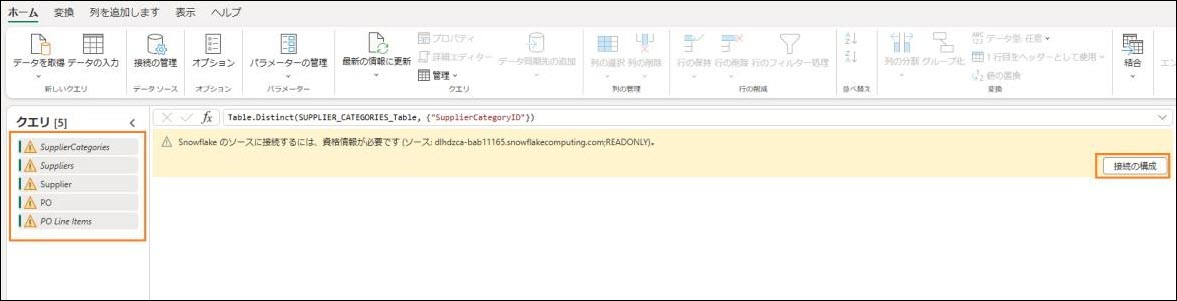 ホーム 変換 列を追加します 表示 ヘルプ
データを取得 データの入力 接続の管理 オプション パラメーターの管理 最新の情報に更新 プロパティ 詳細エディター 管理 データ同期先の追加 列の選択 列の削除 行の保持 行の削除 行のフィルター処理 列の分割 グループ化 データ型: 任意 1 行目をヘッダーとして使用 値の置換 結合
新しいクエリ データ ソース オプション パラメーター クエリ 列の管理 行の削減 並べ替え 変換
クエリ [5]
fx Table.Distinct(SUPPLIER_CATEGORIES_Table, {"SupplierCategoryID"})
Snowflake のソースに接続するには、資格情報が必要です (ソース: dlhdzca-bab11165.snowflakecomputing.com;READONLY)。
接続の構成
SupplierCategories
Suppliers
Supplier
PO
PO Line Items